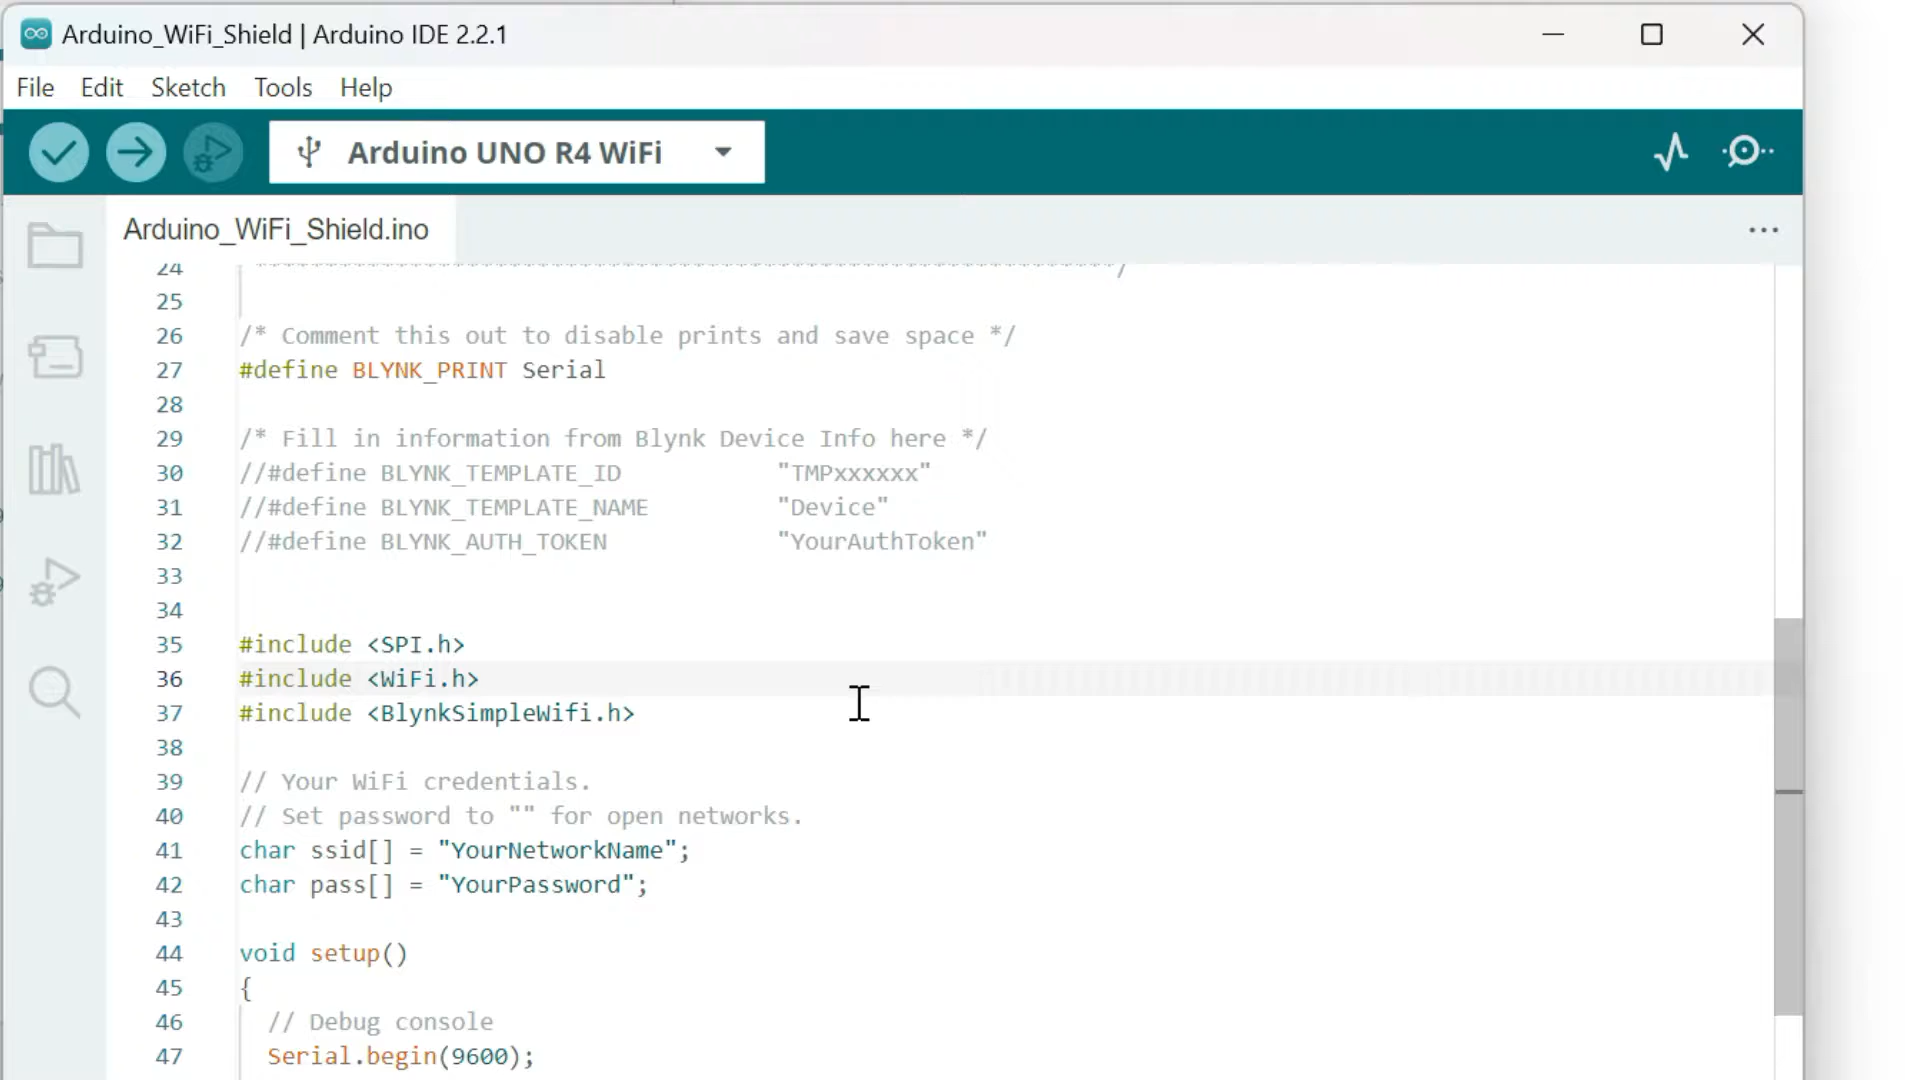 Arduino_WiFi_Shield | Arduino IDE 2.2.1
File Edit Sketch Tools Help
Arduino UNO R4 WiFi
Arduino_WiFi_Shield.ino
24
25
26 /* Comment this out to disable prints and save space */
27 #define BLYNK_PRINT Serial
28
29 /* Fill in information from Blynk Device Info here */
30 //#define BLYNK_TEMPLATE_ID "TMPxxxxxx"
31 //#define BLYNK_TEMPLATE_NAME "Device"
32 //#define BLYNK_AUTH_TOKEN "YourAuthToken"
33
34
35 #include <SPI.h>
36 #include <WiFi.h>
37 #include <BlynkSimpleWifi.h>
38
39 // Your WiFi credentials.
40 // Set password to "" for open networks.
41 char ssid[] = "YourNetworkName";
42 char pass[] = "YourPassword";
43
44 void setup()
45 {
46 // Debug console
47 Serial.begin(9600);